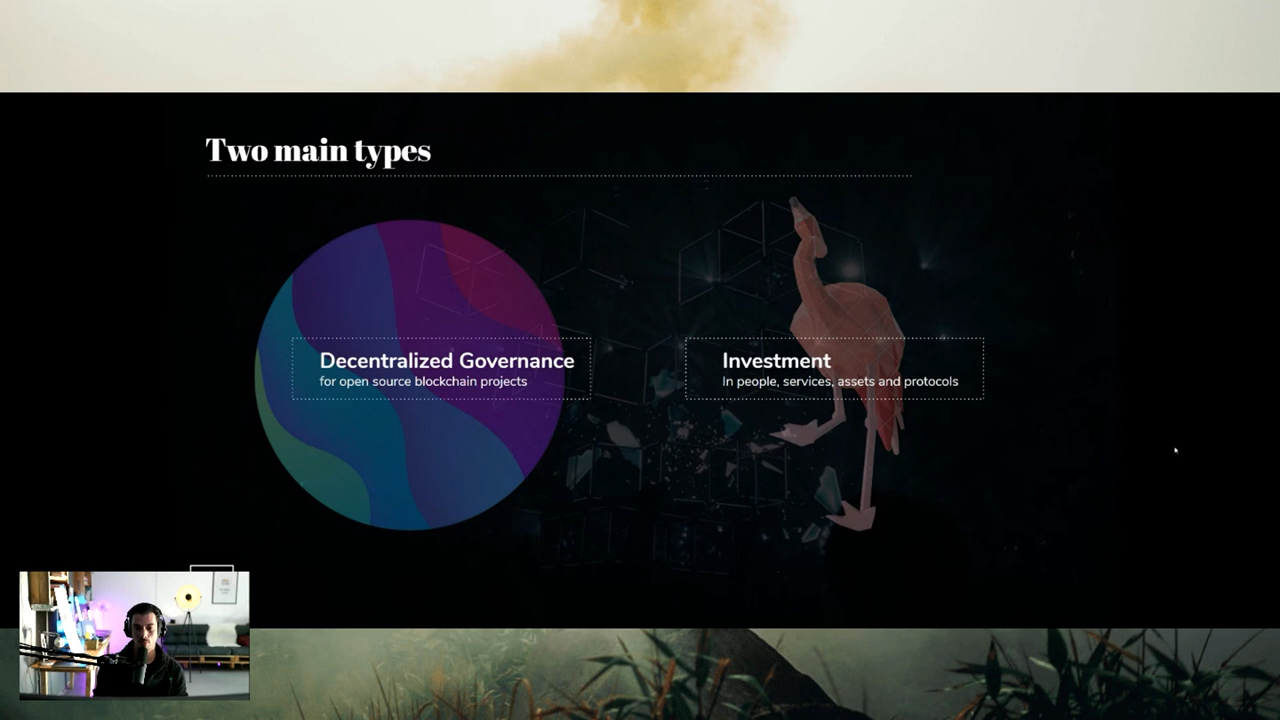 Two main types
Decentralized Governance
for open source blockchain projects
Investment
In people, services, assets and protocols